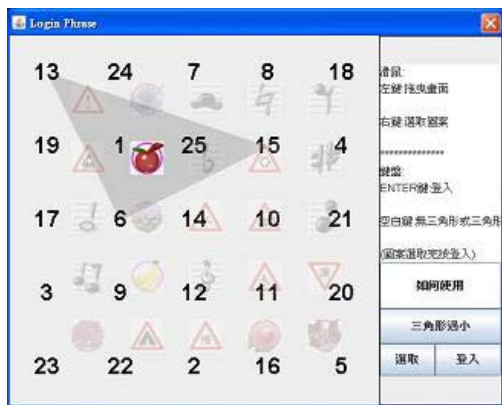 Login Phrase
13 24 7 8 18
19 1 25 15 4
17 6 14 10 21
3 9 12 11 20
23 22 2 16 5
滑鼠:
左鍵:拖曳畫面
右鍵:選取圖案
*************
鍵盤:
ENTER鍵:登入
空白鍵:無三角形或三角形
(圖案選取完按登入)
如何使用
三角形過小
選取 登入